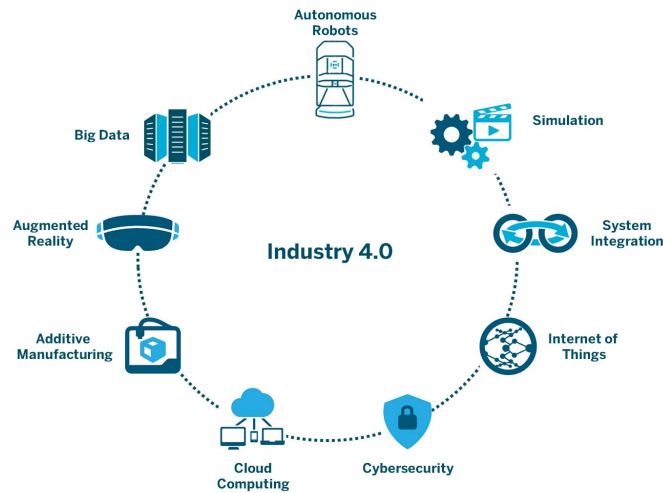 Autonomous
Robots
Simulation
System
Integration
Internet of
Things
Cybersecurity
Cloud
Computing
Additive
Manufacturing
Augmented
Reality
Big Data
Industry 4.0